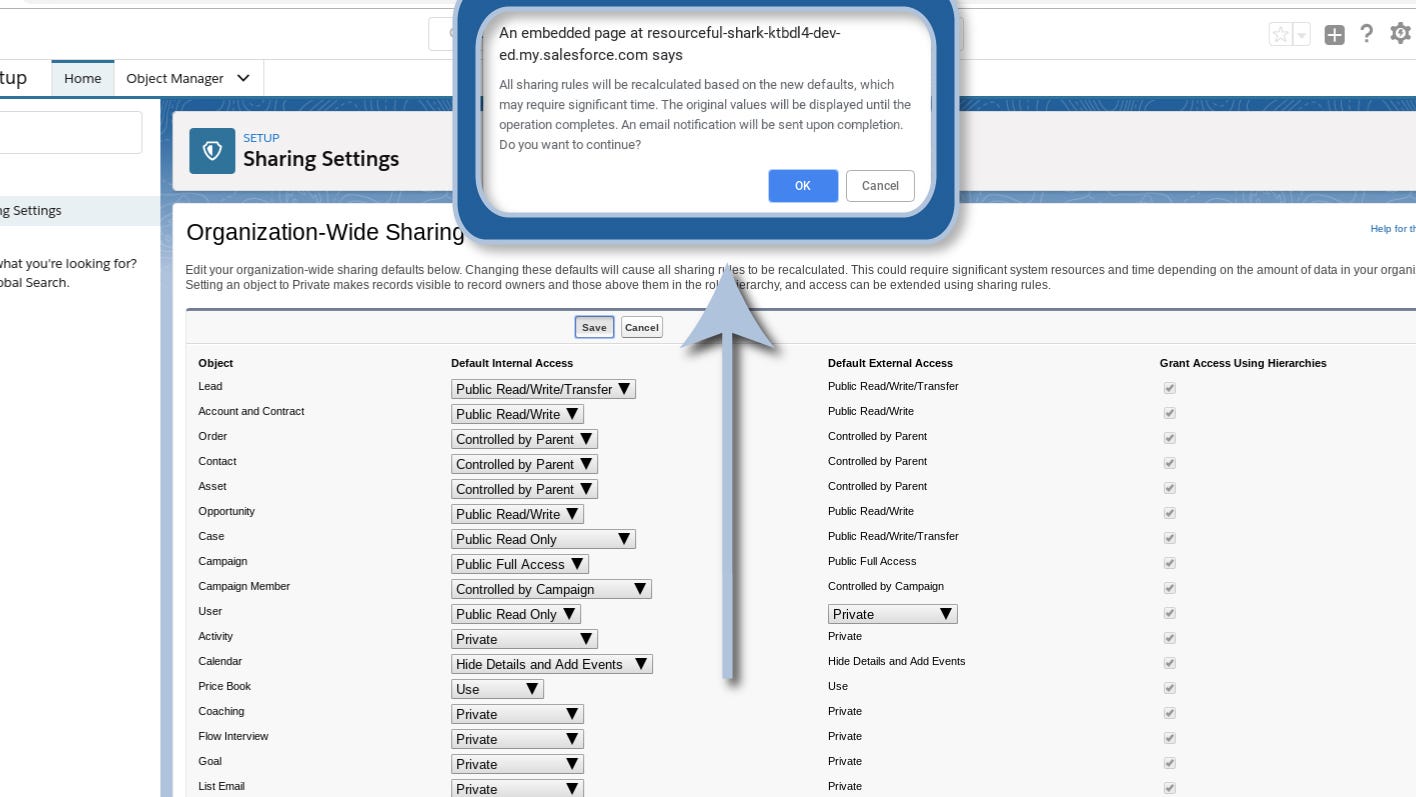 An embedded page at resourceful-shark-ktbdl4-dev-
ed.my.salesforce.com says
All sharing rules will be recalculated based on the new defaults, which
may require significant time. The original values will be displayed until the
operation completes. An email notification will be sent upon completion.
Do you want to continue?
OK Cancel
tup Home Object Manager
SETUP
Sharing Settings
ng Settings
what you're looking for?
obal Search.
Organization-Wide Sharing
Help for th
Edit your organization-wide sharing defaults below. Changing these defaults will cause all sharing rules to be recalculated. This could require significant system resources and time depending on the amount of data in your organi
Setting an object to Private makes records visible to record owners and those above them in the role hierarchy, and access can be extended using sharing rules.
Save Cancel
Object Default Internal Access Default External Access Grant Access Using Hierarchies
Lead Public Read/Write/Transfer Public Read/Write/Transfer
Account and Contract Public Read/Write Public Read/Write
Order Controlled by Parent Controlled by Parent
Contact Controlled by Parent Controlled by Parent
Asset Controlled by Parent Controlled by Parent
Opportunity Public Read/Write Public Read/Write
Case Public Read Only Public Read/Write/Transfer
Campaign Public Full Access Public Full Access
Campaign Member Controlled by Campaign Controlled by Campaign
User Public Read Only Private
Activity Private Private
Calendar Hide Details and Add Events Hide Details and Add Events
Price Book Use Use
Coaching Private Private
Flow Interview Private Private
Goal Private Private
List Email Private Private